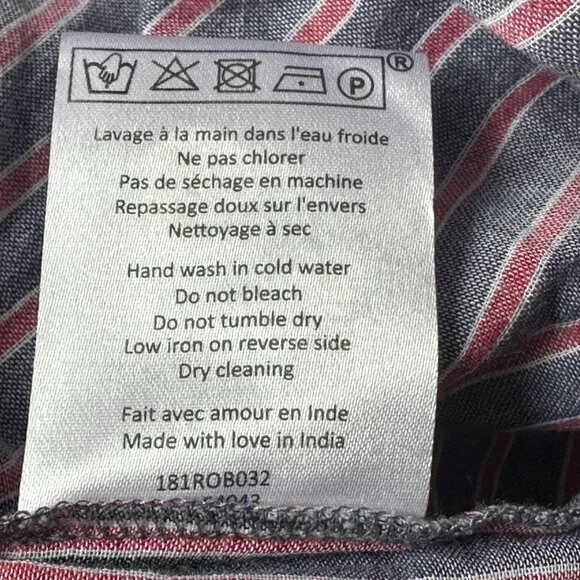 P ®
Lavage à la main dans l'eau froide
Ne pas chlorer
Pas de séchage en machine
Repassage doux sur l'envers
Nettoyage à sec
Hand wash in cold water
Do not bleach
Do not tumble dry
Low iron on reverse side
Dry cleaning
Fait avec amour en Inde
Made with love in India
181ROB032